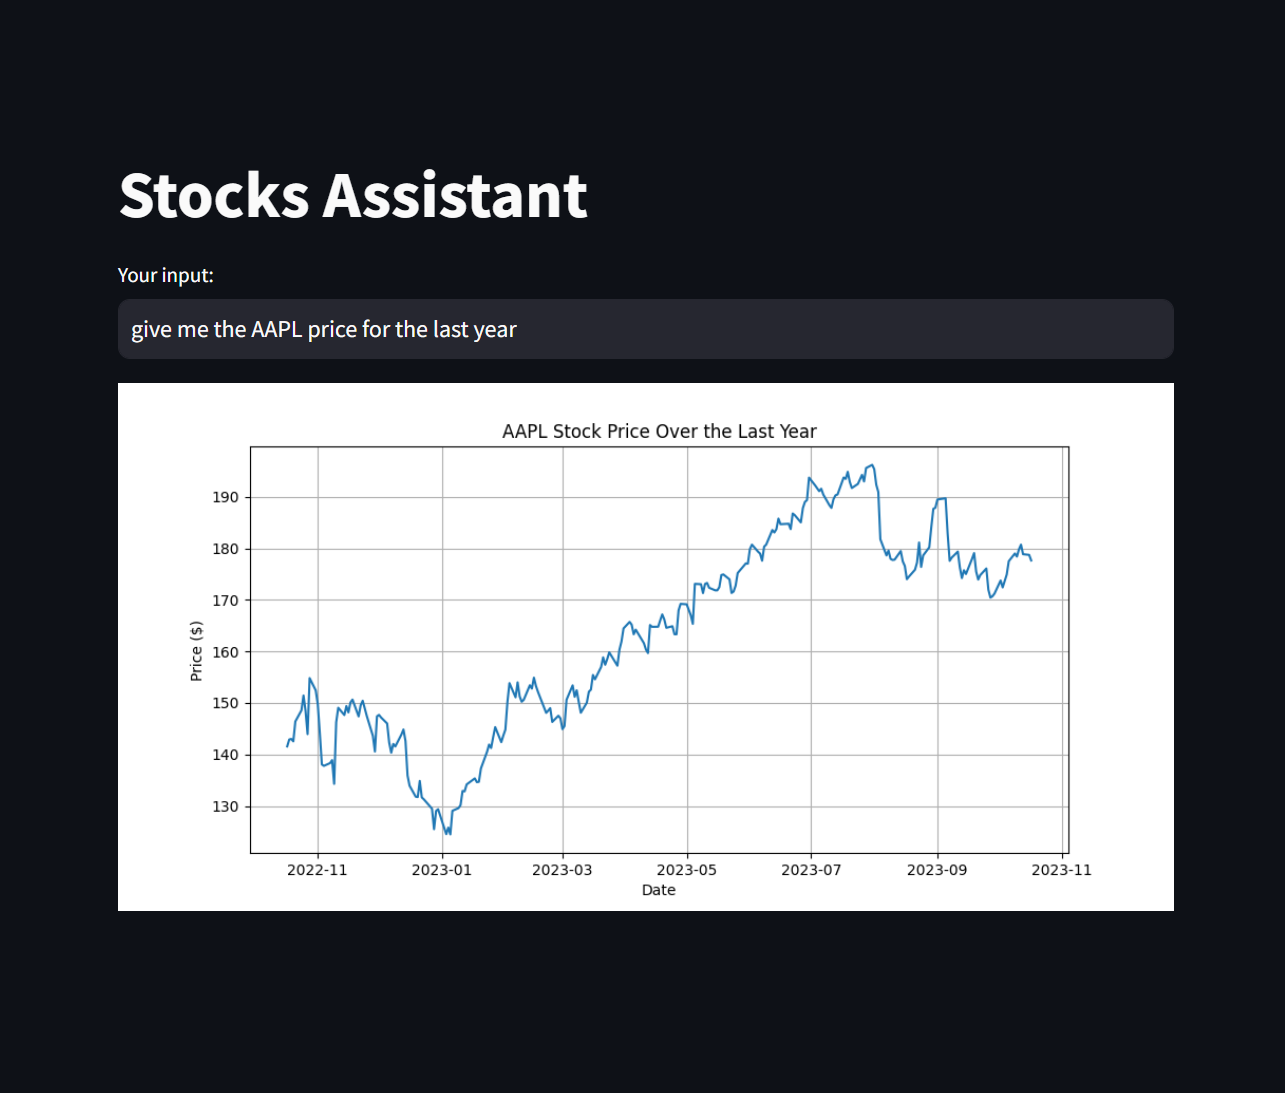 Stocks Assistant
Your input:
give me the AAPL price for the last year
AAPL Stock Price Over the Last Year
Price ($)
190
180
170
160
150
140
130
2022-11 2023-01 2023-03 2023-05 2023-07 2023-09 2023-11
Date